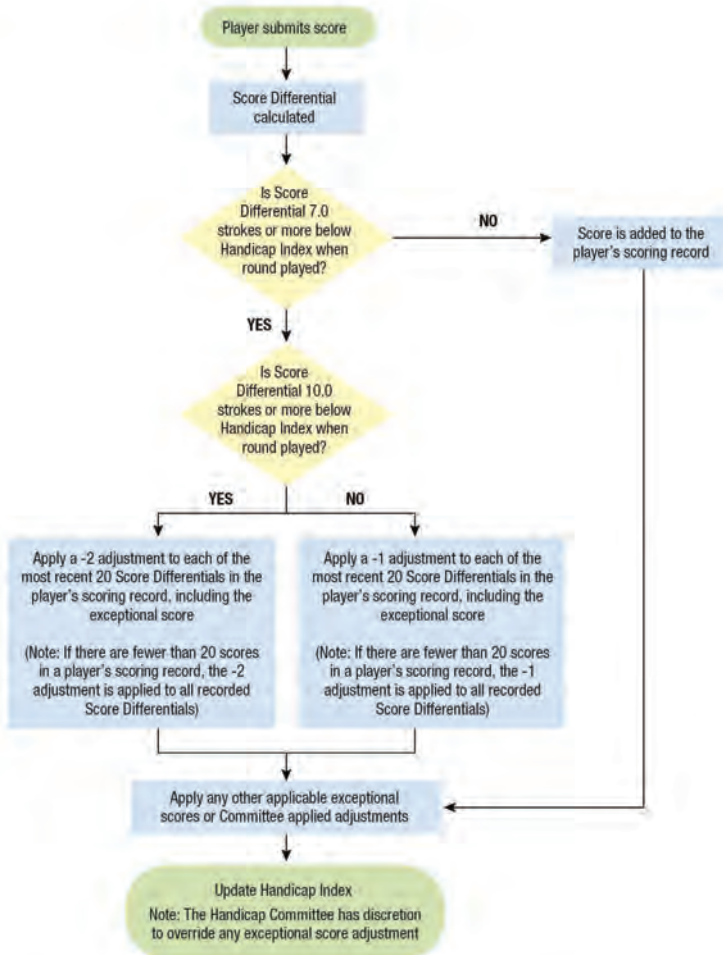 Player submits score
Score Differential
calculated
Is Score
Differential 7.0
strokes or more below
Handicap Index when
round played?
NO
Score is added to the
player's scoring record
YES
Is Score
Differential 10.0
strokes or more below
Handicap Index when
round played?
YES
NO
Apply a -2 adjustment to each of the
most recent 20 Score Differentials in the
player's scoring record, including the
exceptional score
(Note: If there are fewer than 20 scores
in a player's scoring record, the -2
adjustment is applied to all recorded
Score Differentials)
Apply a -1 adjustment to each of the
most recent 20 Score Differentials in the
player's scoring record, including the
exceptional score
(Note: If there are fewer than 20 scores
in a player's scoring record, the -1
adjustment is applied to all recorded
Score Differentials)
Apply any other applicable exceptional
scores or Committee applied adjustments
Update Handicap Index
Note: The Handicap Committee has discretion
to override any exceptional score adjustment